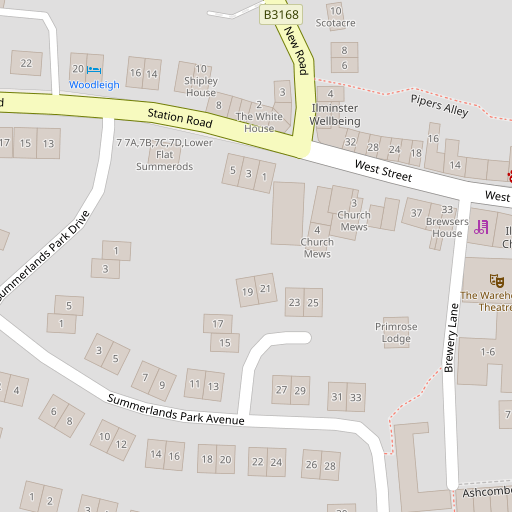 B3168
10
Scotacre
New Road
8
6
22
20
Woodleigh
16
14
10
Shipley
House
3
4
Ilminster
Wellbeing
Pipers Alley
8
2
The White
House
Station Road
17
15
13
7 7A,7B,7C,7D,Lower
Flat
Summerods
32
28
24
18
16
14
West Street
West
5
3
1
3
Church
Mews
4
Church
Mews
37
33
Brewsers
House
Summerlands Park Drive
1
3
19
21
23
25
The Wareho
Theatre
5
1
17
15
Primrose
Lodge
Brewery Lane
1-6
3
5
7
9
11
13
27
29
31
33
4
Summerlands Park Avenue
6
8
10
12
14
16
18
20
22
24
26
28
7
1
2
3
Ashcombe